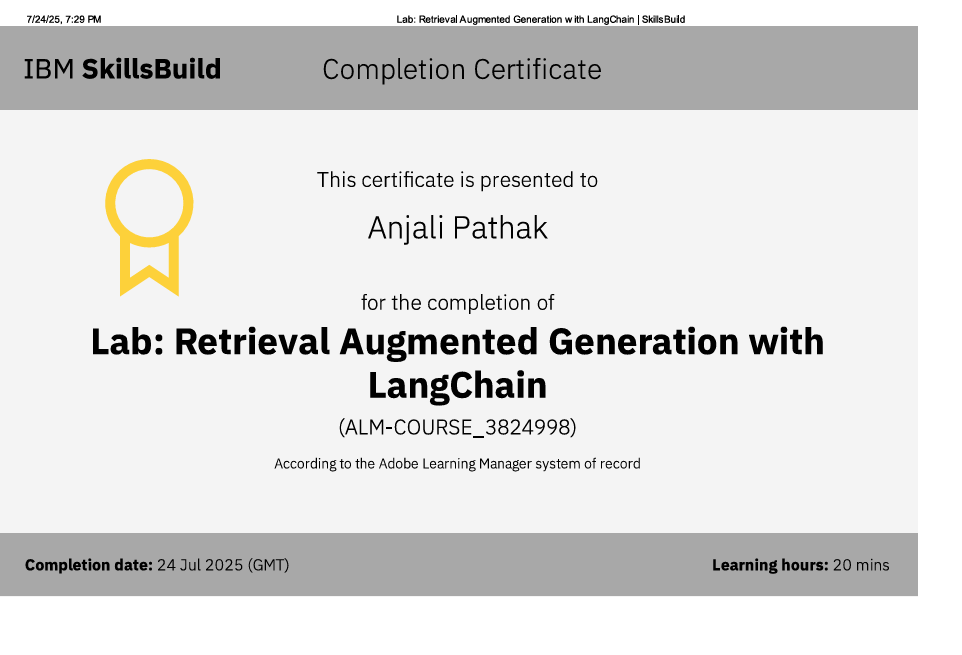 7/24/25, 7:29 PM Lab: Retrieval Augmented Generation with LangChain | SkillsBuild
IBM SkillsBuild Completion Certificate
This certificate is presented to
Anjali Pathak
for the completion of
Lab: Retrieval Augmented Generation with
LangChain
(ALM-COURSE_3824998)
According to the Adobe Learning Manager system of record
Completion date: 24 Jul 2025 (GMT) Learning hours: 20 mins